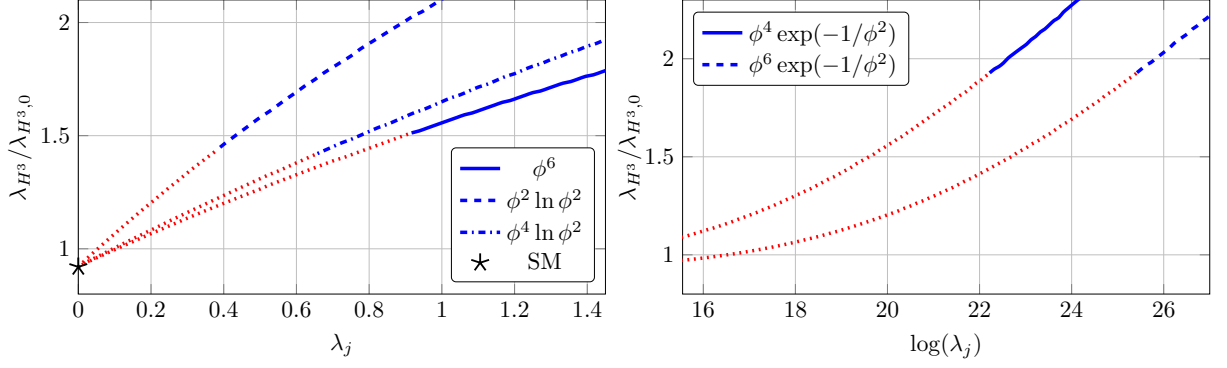 2
1.5
1
0 0.2 0.4 0.6 0.8 1 1.2 1.4
λ_j
λ_{H^3}/λ_{H^3,0}
ϕ^6
ϕ^2 ln ϕ^2
ϕ^4 ln ϕ^2
SM
2
1.5
1
16 18 20 22 24 26
log(λ_j)
λ_{H^3}/λ_{H^3,0}
ϕ^4 exp(−1/ϕ^2)
ϕ^6 exp(−1/ϕ^2)